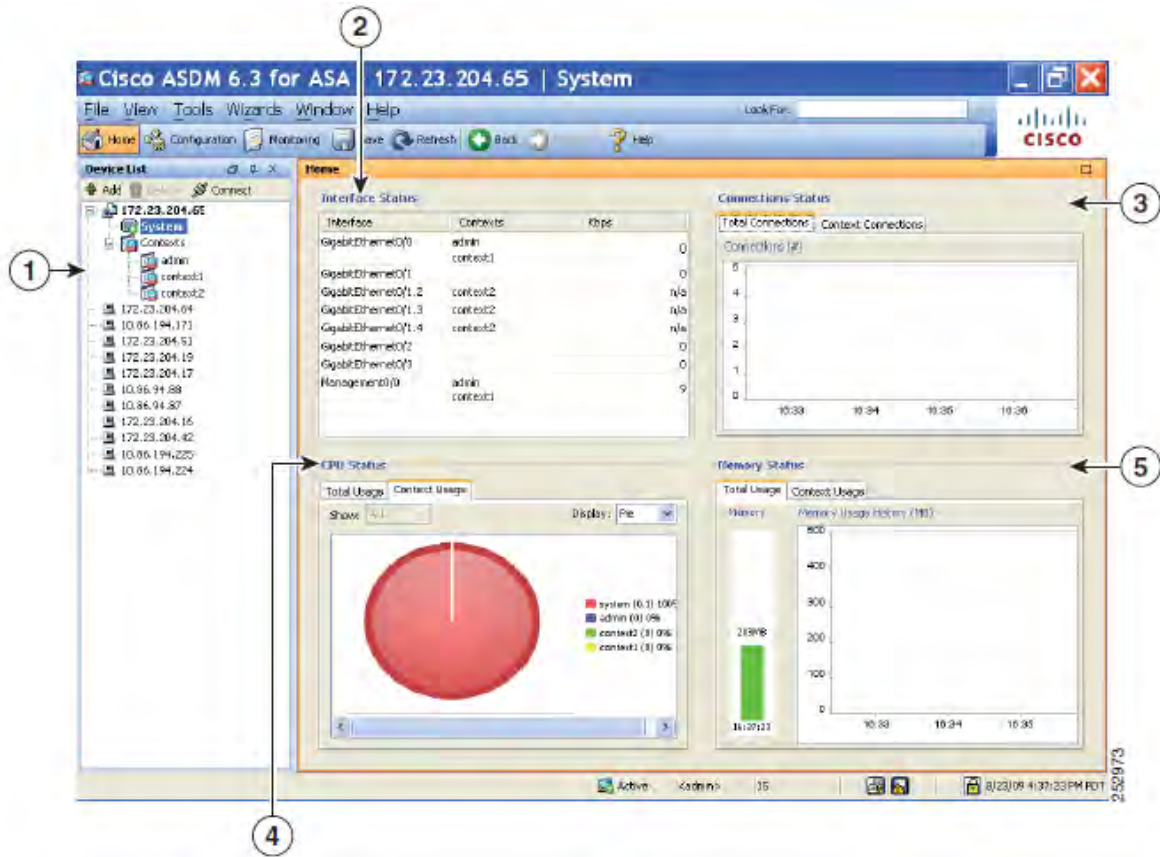 2
Cisco ASDM 6.3 for ASA | 172.23.204.65 | System
File View Tools Wizards Window Help
Look For:
Home Configuration Monitoring Save Refresh Back Help
CISCO
Device List
Add Delete Connect
172.23.204.65
System
Contexts
admin
context1
context2
172.23.204.64
10.86.194.171
172.23.204.51
172.23.204.19
172.23.204.17
10.86.94.88
10.86.94.87
172.23.204.16
172.23.204.42
10.86.194.225
10.86.194.224
1
Home
Interface Status
Interface Contexts Kbps
GigabitEthernet0/0 admin 0
context1
GigabitEthernet0/1 0
GigabitEthernet0/1.2 context2 n/a
GigabitEthernet0/1.3 context2 n/a
GigabitEthernet0/1.4 context2 n/a
GigabitEthernet0/2 0
GigabitEthernet0/3 0
Management0/0 admin 9
context1
Connections Status
3
Total Connections Context Connections
Connections (#)
5
4
3
2
1
0
16:33 16:34 16:35 16:36
CPU Status
Total Usage Context Usage
Show: Display: Pie
system (0.1) 100%
admin (0) 0%
context2 (0) 0%
context1 (0) 0%
Memory Status
5
Total Usage Context Usage
Memory Memory Usage History (MB)
500
400
300
200
100
0
209MB
16:37:23
16:33 16:34 16:35
Active <admin> 15 8/23/09 4:37:23 PM PDT
252973
4